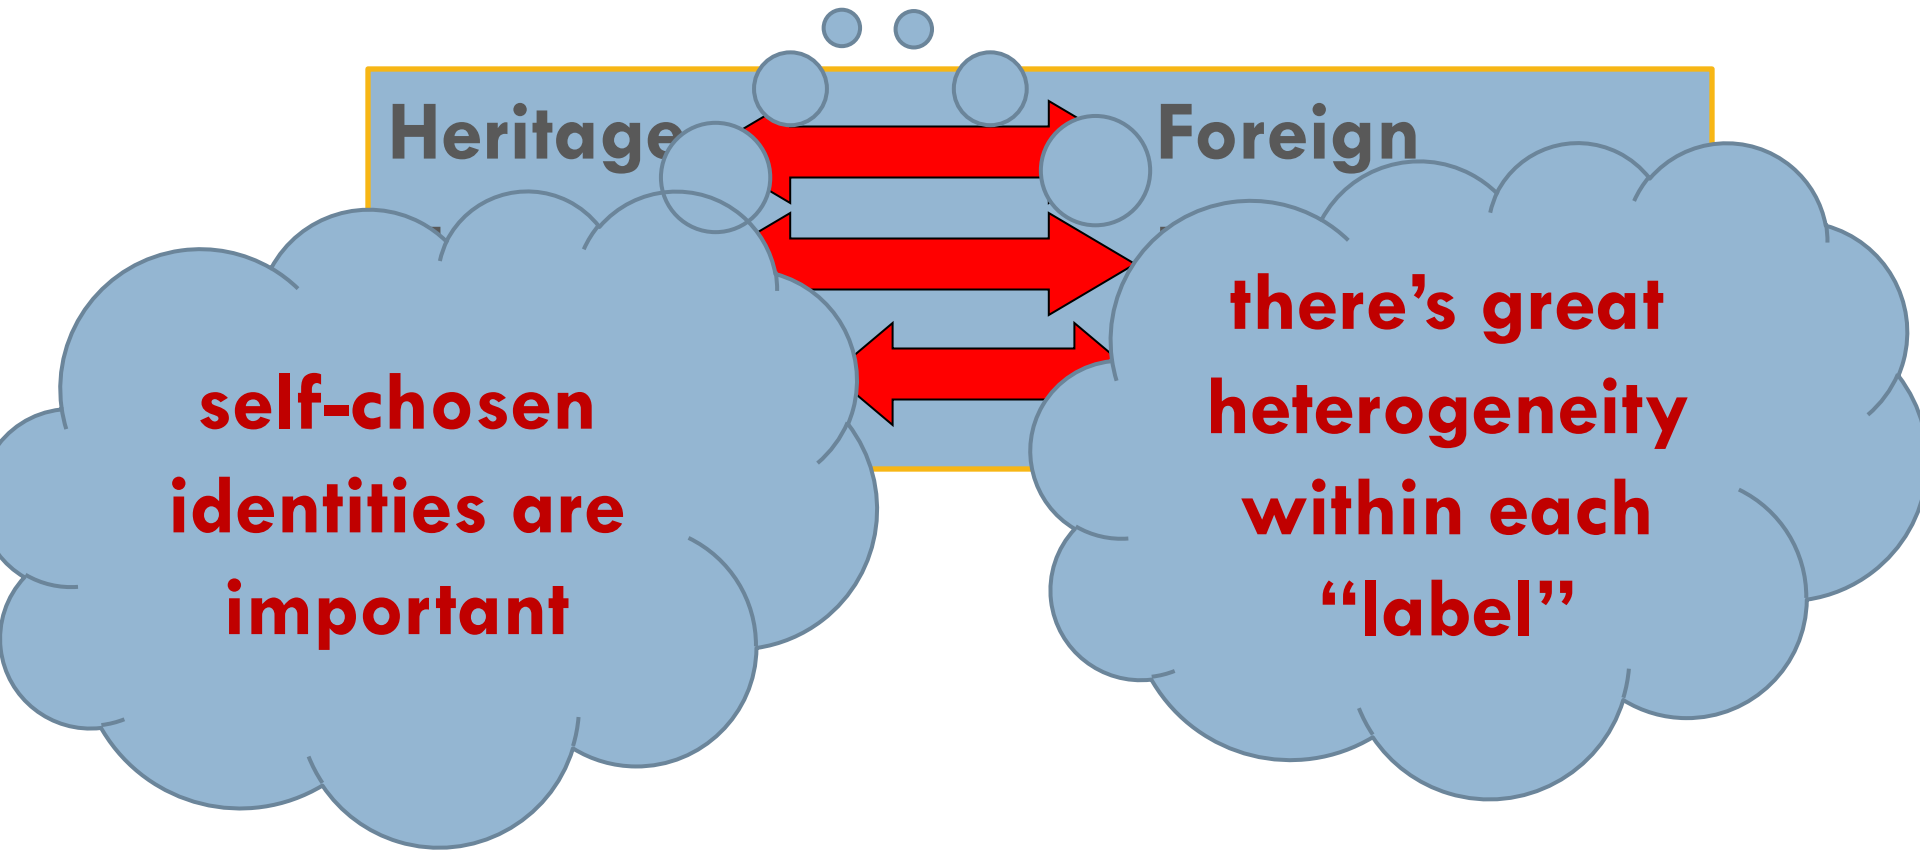 Heritage
Foreign
self-chosen
identities are
important
there’s great
heterogeneity
within each
“label”